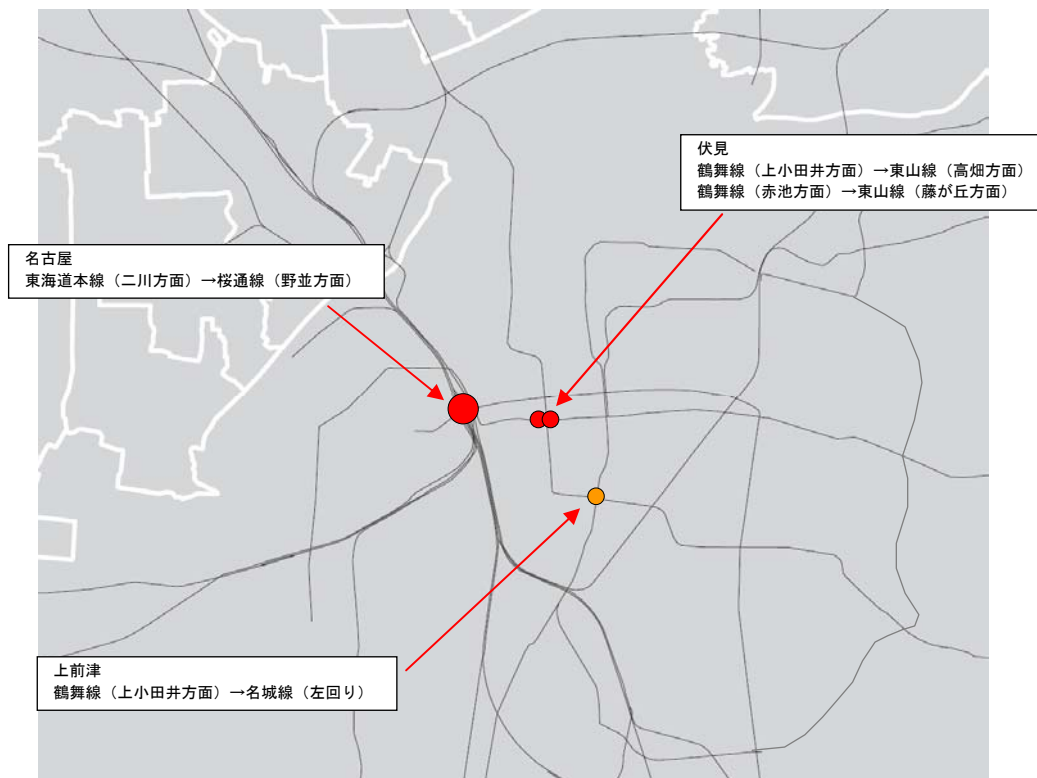 伏見
鶴舞線（上小田井方面）→東山線（高畑方面）
鶴舞線（赤池方面）→東山線（藤が丘方面）
名古屋
東海道本線（二川方面）→桜通線（野並方面）
上前津
鶴舞線（上小田井方面）→名城線（左回り）